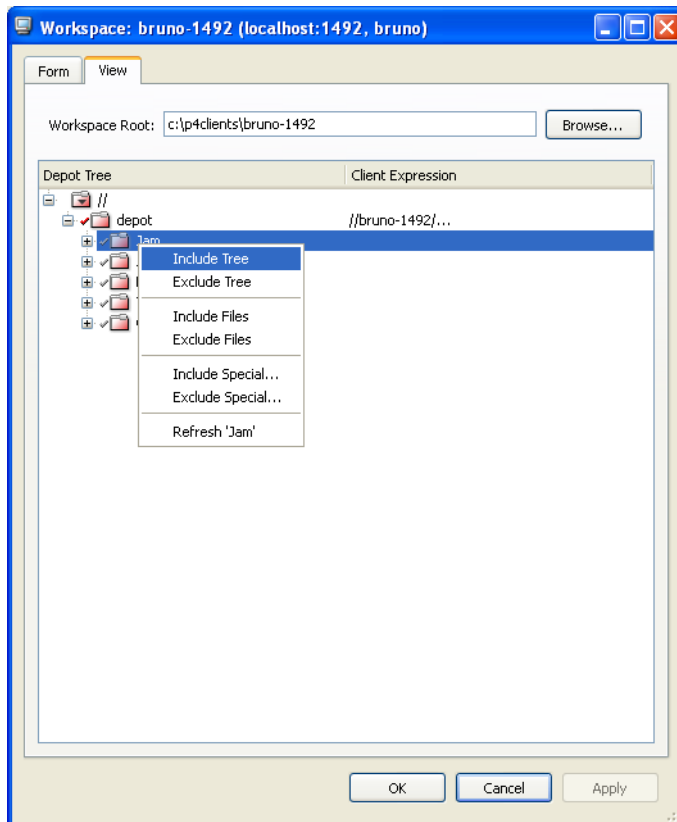 Workspace: bruno-1492 (localhost:1492, bruno)
Form View
Workspace Root: c:\p4clients\bruno-1492 Browse...
Depot Tree Client Expression
//
depot //bruno-1492/...
Jam
Include Tree
Exclude Tree
Include Files
Exclude Files
Include Special...
Exclude Special...
Refresh 'Jam'
OK Cancel Apply